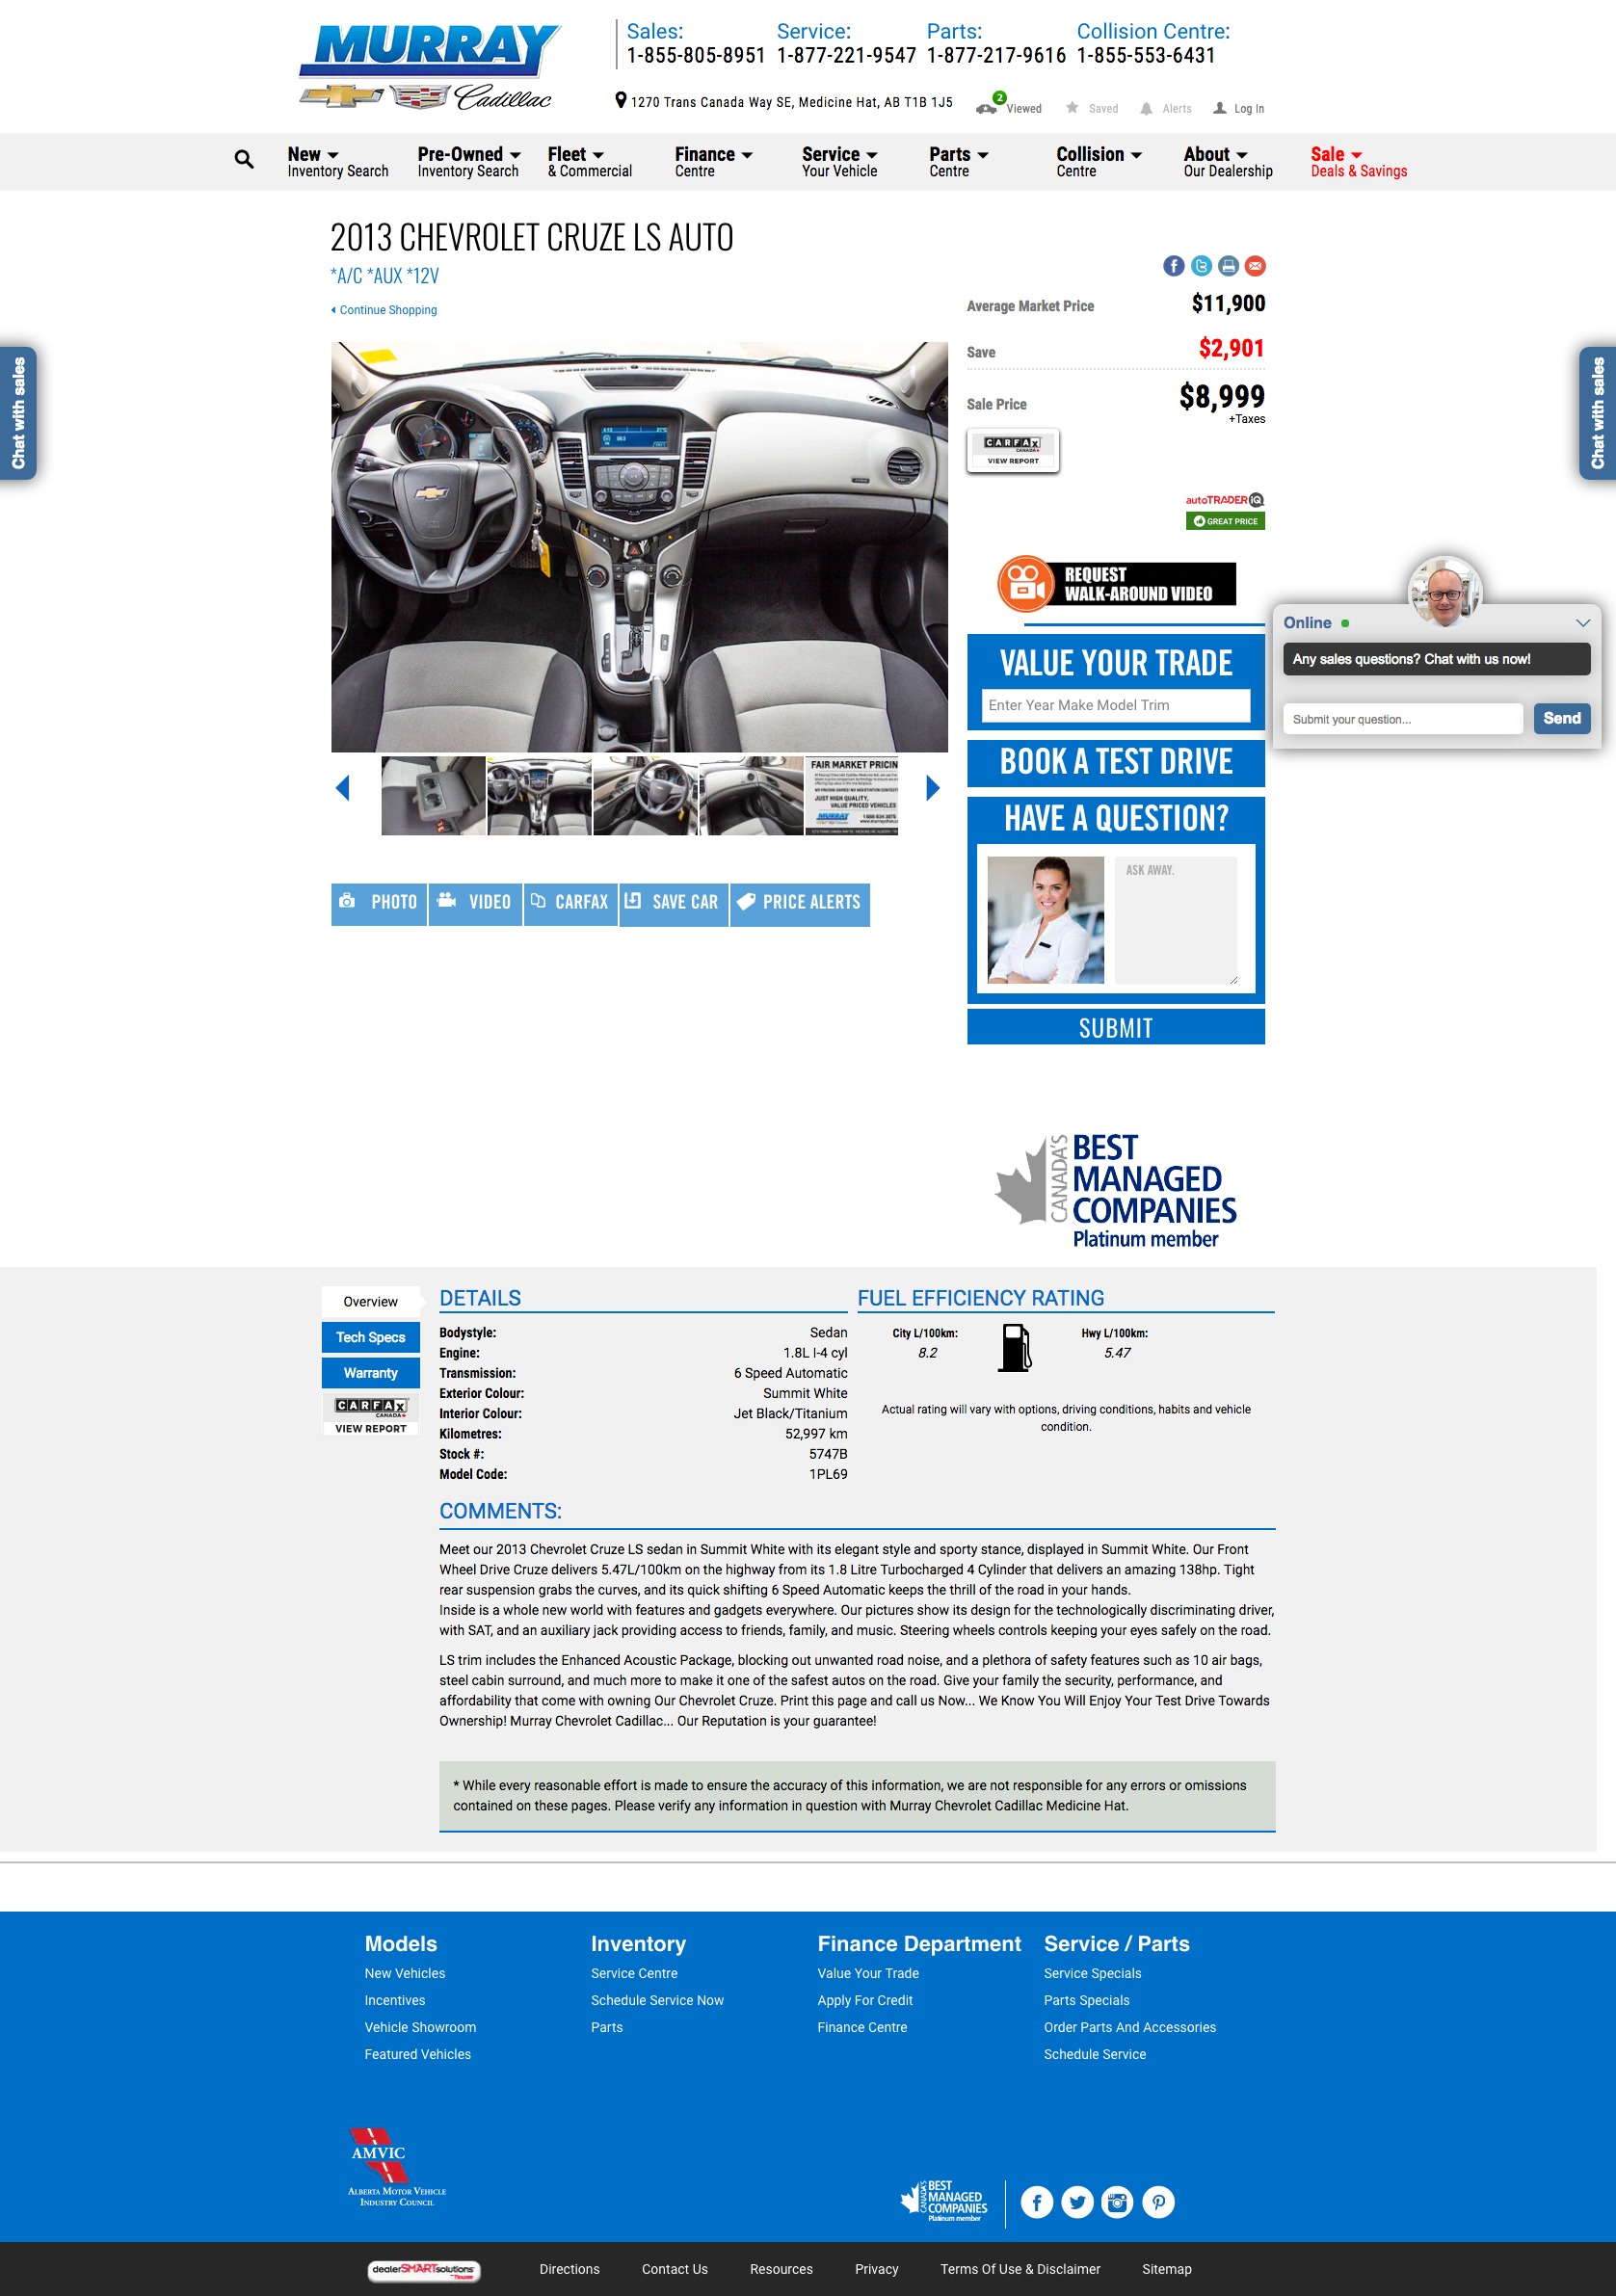 MURRAY
Cadillac
Sales: Service: Parts: Collision Centre:
1-855-805-8951 1-877-221-9547 1-877-217-9616 1-855-553-6431
1270 Trans Canada Way SE, Medicine Hat, AB T1B 1J5
2
Viewed
Saved
Alerts
Log In
New
Inventory Search
Pre-Owned
Inventory Search
Fleet
& Commercial
Finance
Centre
Service
Your Vehicle
Parts
Centre
Collision
Centre
About
Our Dealership
Sale
Deals & Savings
2013 CHEVROLET CRUZE LS AUTO
*A/C *AUX *12V
Continue Shopping
Average Market Price $11,900
Save $2,901
Sale Price $8,999
+Taxes
CARFAX
CANADA
VIEW REPORT
autoTRADER iQ
GREAT PRICE
REQUEST
WALK-AROUND VIDEO
VALUE YOUR TRADE
Enter Year Make Model Trim
BOOK A TEST DRIVE
HAVE A QUESTION?
ASK AWAY.
SUBMIT
Chat with sales
Chat with sales
Online
Any sales questions? Chat with us now!
Submit your question...
Send
FAIR MARKET PRICIN
JUST HIGH QUALITY,
VALUE PRICED VEHICLES
MURRAY
PHOTO
VIDEO
CARFAX
SAVE CAR
PRICE ALERTS
CANADA'S
BEST
MANAGED
COMPANIES
Platinum member
Overview
Tech Specs
Warranty
CARFAX
CANADA
VIEW REPORT
DETAILS
Bodystyle: Sedan
Engine: 1.8L I-4 cyl
Transmission: 6 Speed Automatic
Exterior Colour: Summit White
Interior Colour: Jet Black/Titanium
Kilometres: 52,997 km
Stock #: 5747B
Model Code: 1PL69
FUEL EFFICIENCY RATING
City L/100km: Hwy L/100km:
8.2 5.47
Actual rating will vary with options, driving conditions, habits and vehicle
condition.
COMMENTS:
Meet our 2013 Chevrolet Cruze LS sedan in Summit White with its elegant style and sporty stance, displayed in Summit White. Our Front
Wheel Drive Cruze delivers 5.47L/100km on the highway from its 1.8 Litre Turbocharged 4 Cylinder that delivers an amazing 138hp. Tight
rear suspension grabs the curves, and its quick shifting 6 Speed Automatic keeps the thrill of the road in your hands.
Inside is a whole new world with features and gadgets everywhere. Our pictures show its design for the technologically discriminating driver,
with SAT, and an auxiliary jack providing access to friends, family, and music. Steering wheels controls keeping your eyes safely on the road.
LS trim includes the Enhanced Acoustic Package, blocking out unwanted road noise, and a plethora of safety features such as 10 air bags,
steel cabin surround, and much more to make it one of the safest autos on the road. Give your family the security, performance, and
affordability that come with owning Our Chevrolet Cruze. Print this page and call us Now... We Know You Will Enjoy Your Test Drive Towards
Ownership! Murray Chevrolet Cadillac... Our Reputation is your guarantee!
* While every reasonable effort is made to ensure the accuracy of this information, we are not responsible for any errors or omissions
contained on these pages. Please verify any information in question with Murray Chevrolet Cadillac Medicine Hat.
Models
New Vehicles
Incentives
Vehicle Showroom
Featured Vehicles
Inventory
Service Centre
Schedule Service Now
Parts
Finance Department
Value Your Trade
Apply For Credit
Finance Centre
Service / Parts
Service Specials
Parts Specials
Order Parts And Accessories
Schedule Service
AMVIC
ALBERTA MOTOR VEHICLE
INDUSTRY COUNCIL
CANADA'S
BEST
MANAGED
COMPANIES
Platinum member
dealerSMARTsolutions
Directions Contact Us Resources Privacy Terms Of Use & Disclaimer Sitemap